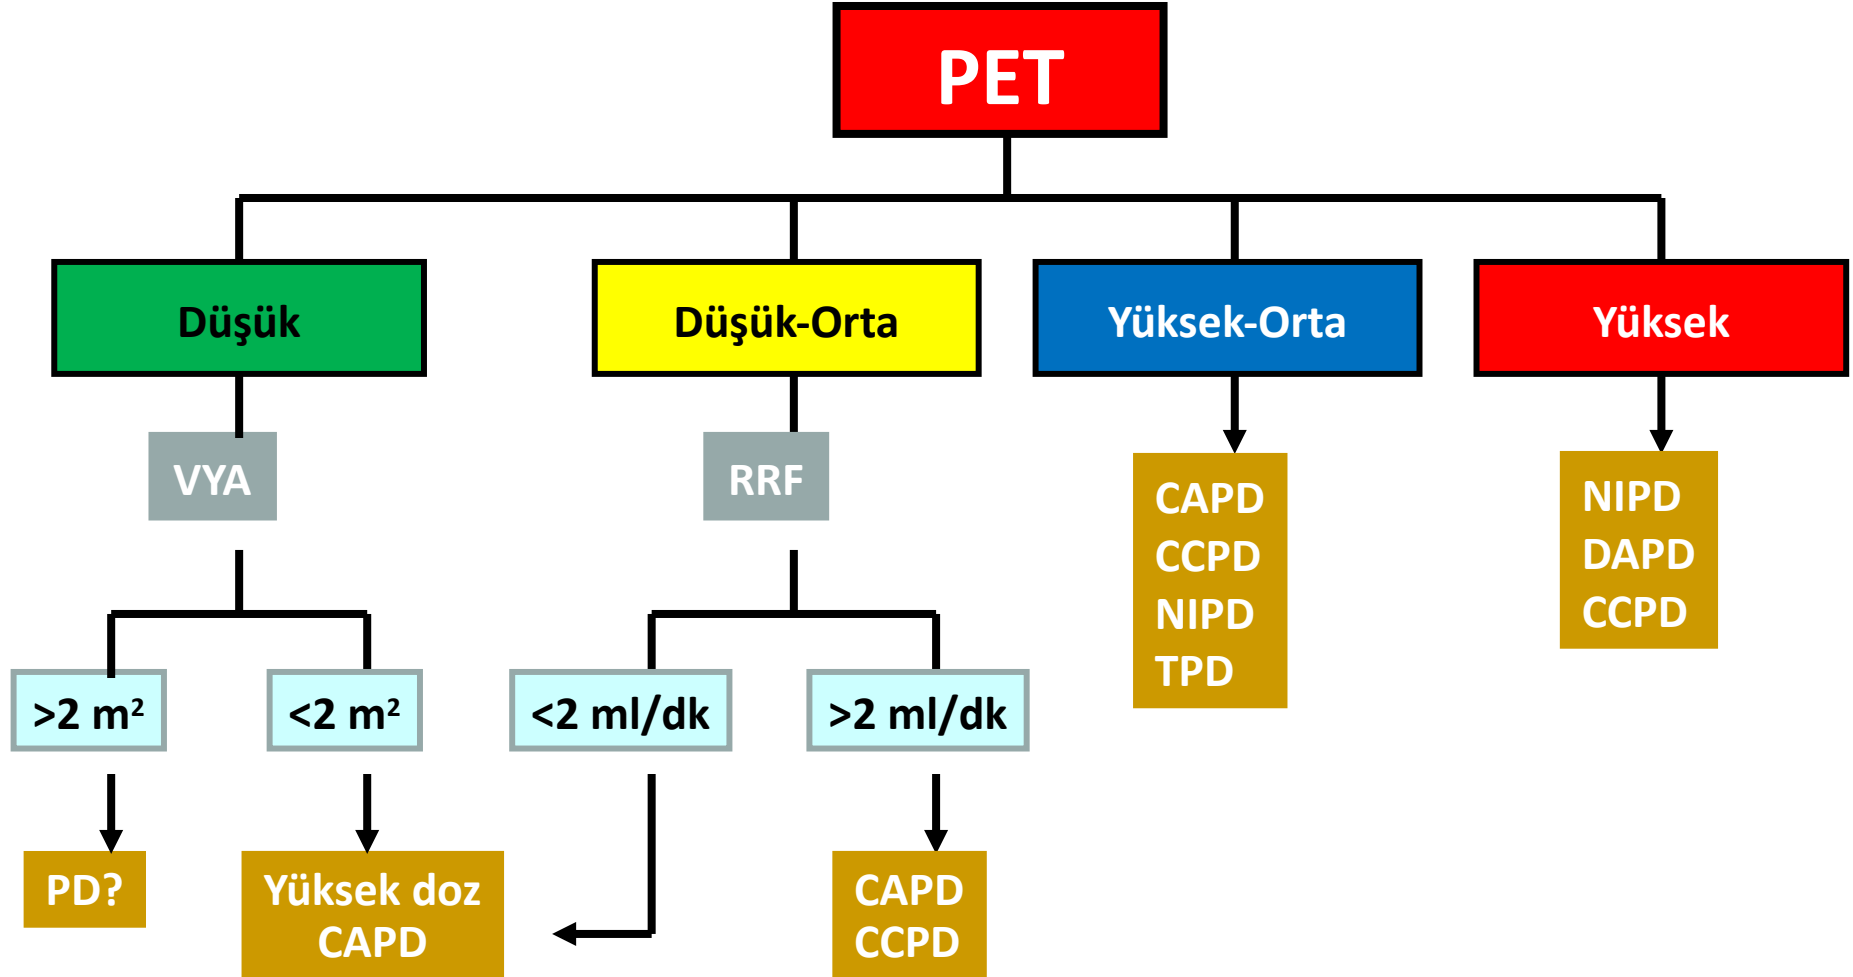 PET
Düşük
Düşük-Orta
Yüksek-Orta
Yüksek
VYA
RRF
CAPD
CCPD
NIPD
TPD
NIPD
DAPD
CCPD
>2 m²
<2 m²
<2 ml/dk
>2 ml/dk
PD?
Yüksek doz
CAPD
CAPD
CCPD